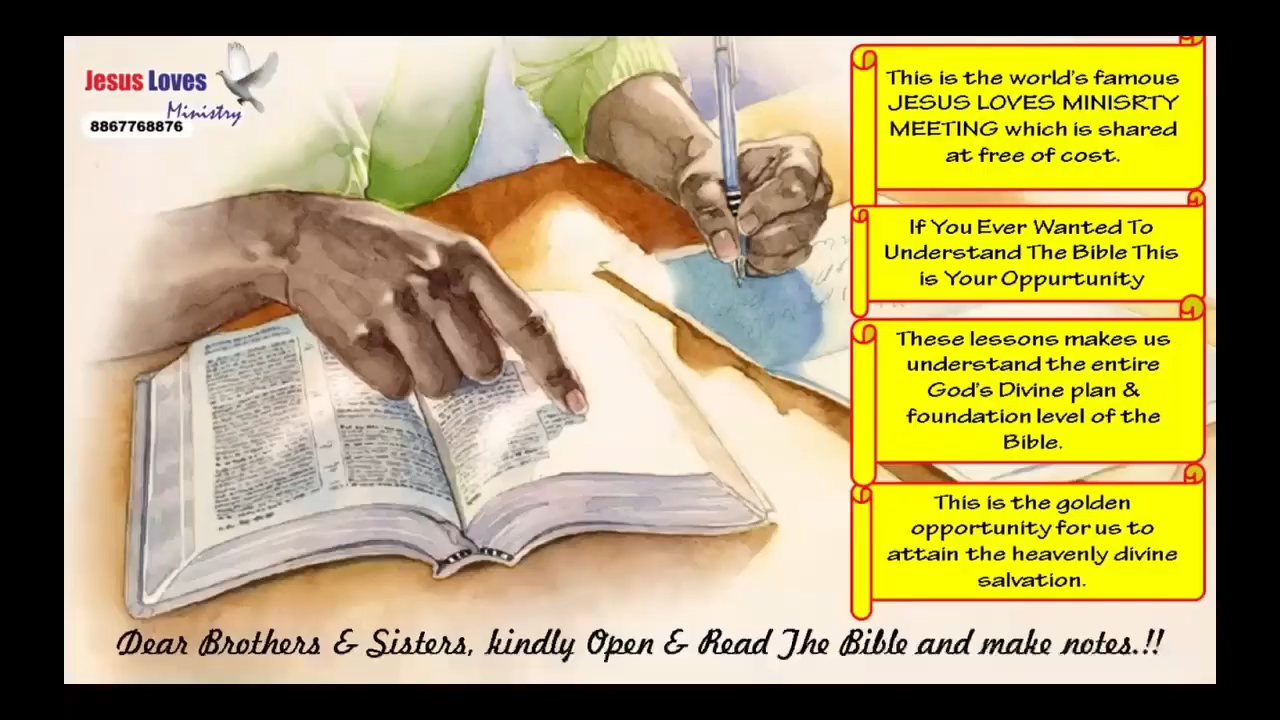 Jesus Loves
Ministry
8867768876
This is the world's famous
JESUS LOVES MINISRTY
MEETING which is shared
at free of cost.
If You Ever Wanted To
Understand The Bible This
is Your Oppurtunity
These lessons makes us
understand the entire
God's Divine plan &
foundation level of the
Bible.
This is the golden
opportunity for us to
attain the heavenly divine
salvation.
Dear Brothers & Sisters, kindly Open & Read The Bible and make notes.!!